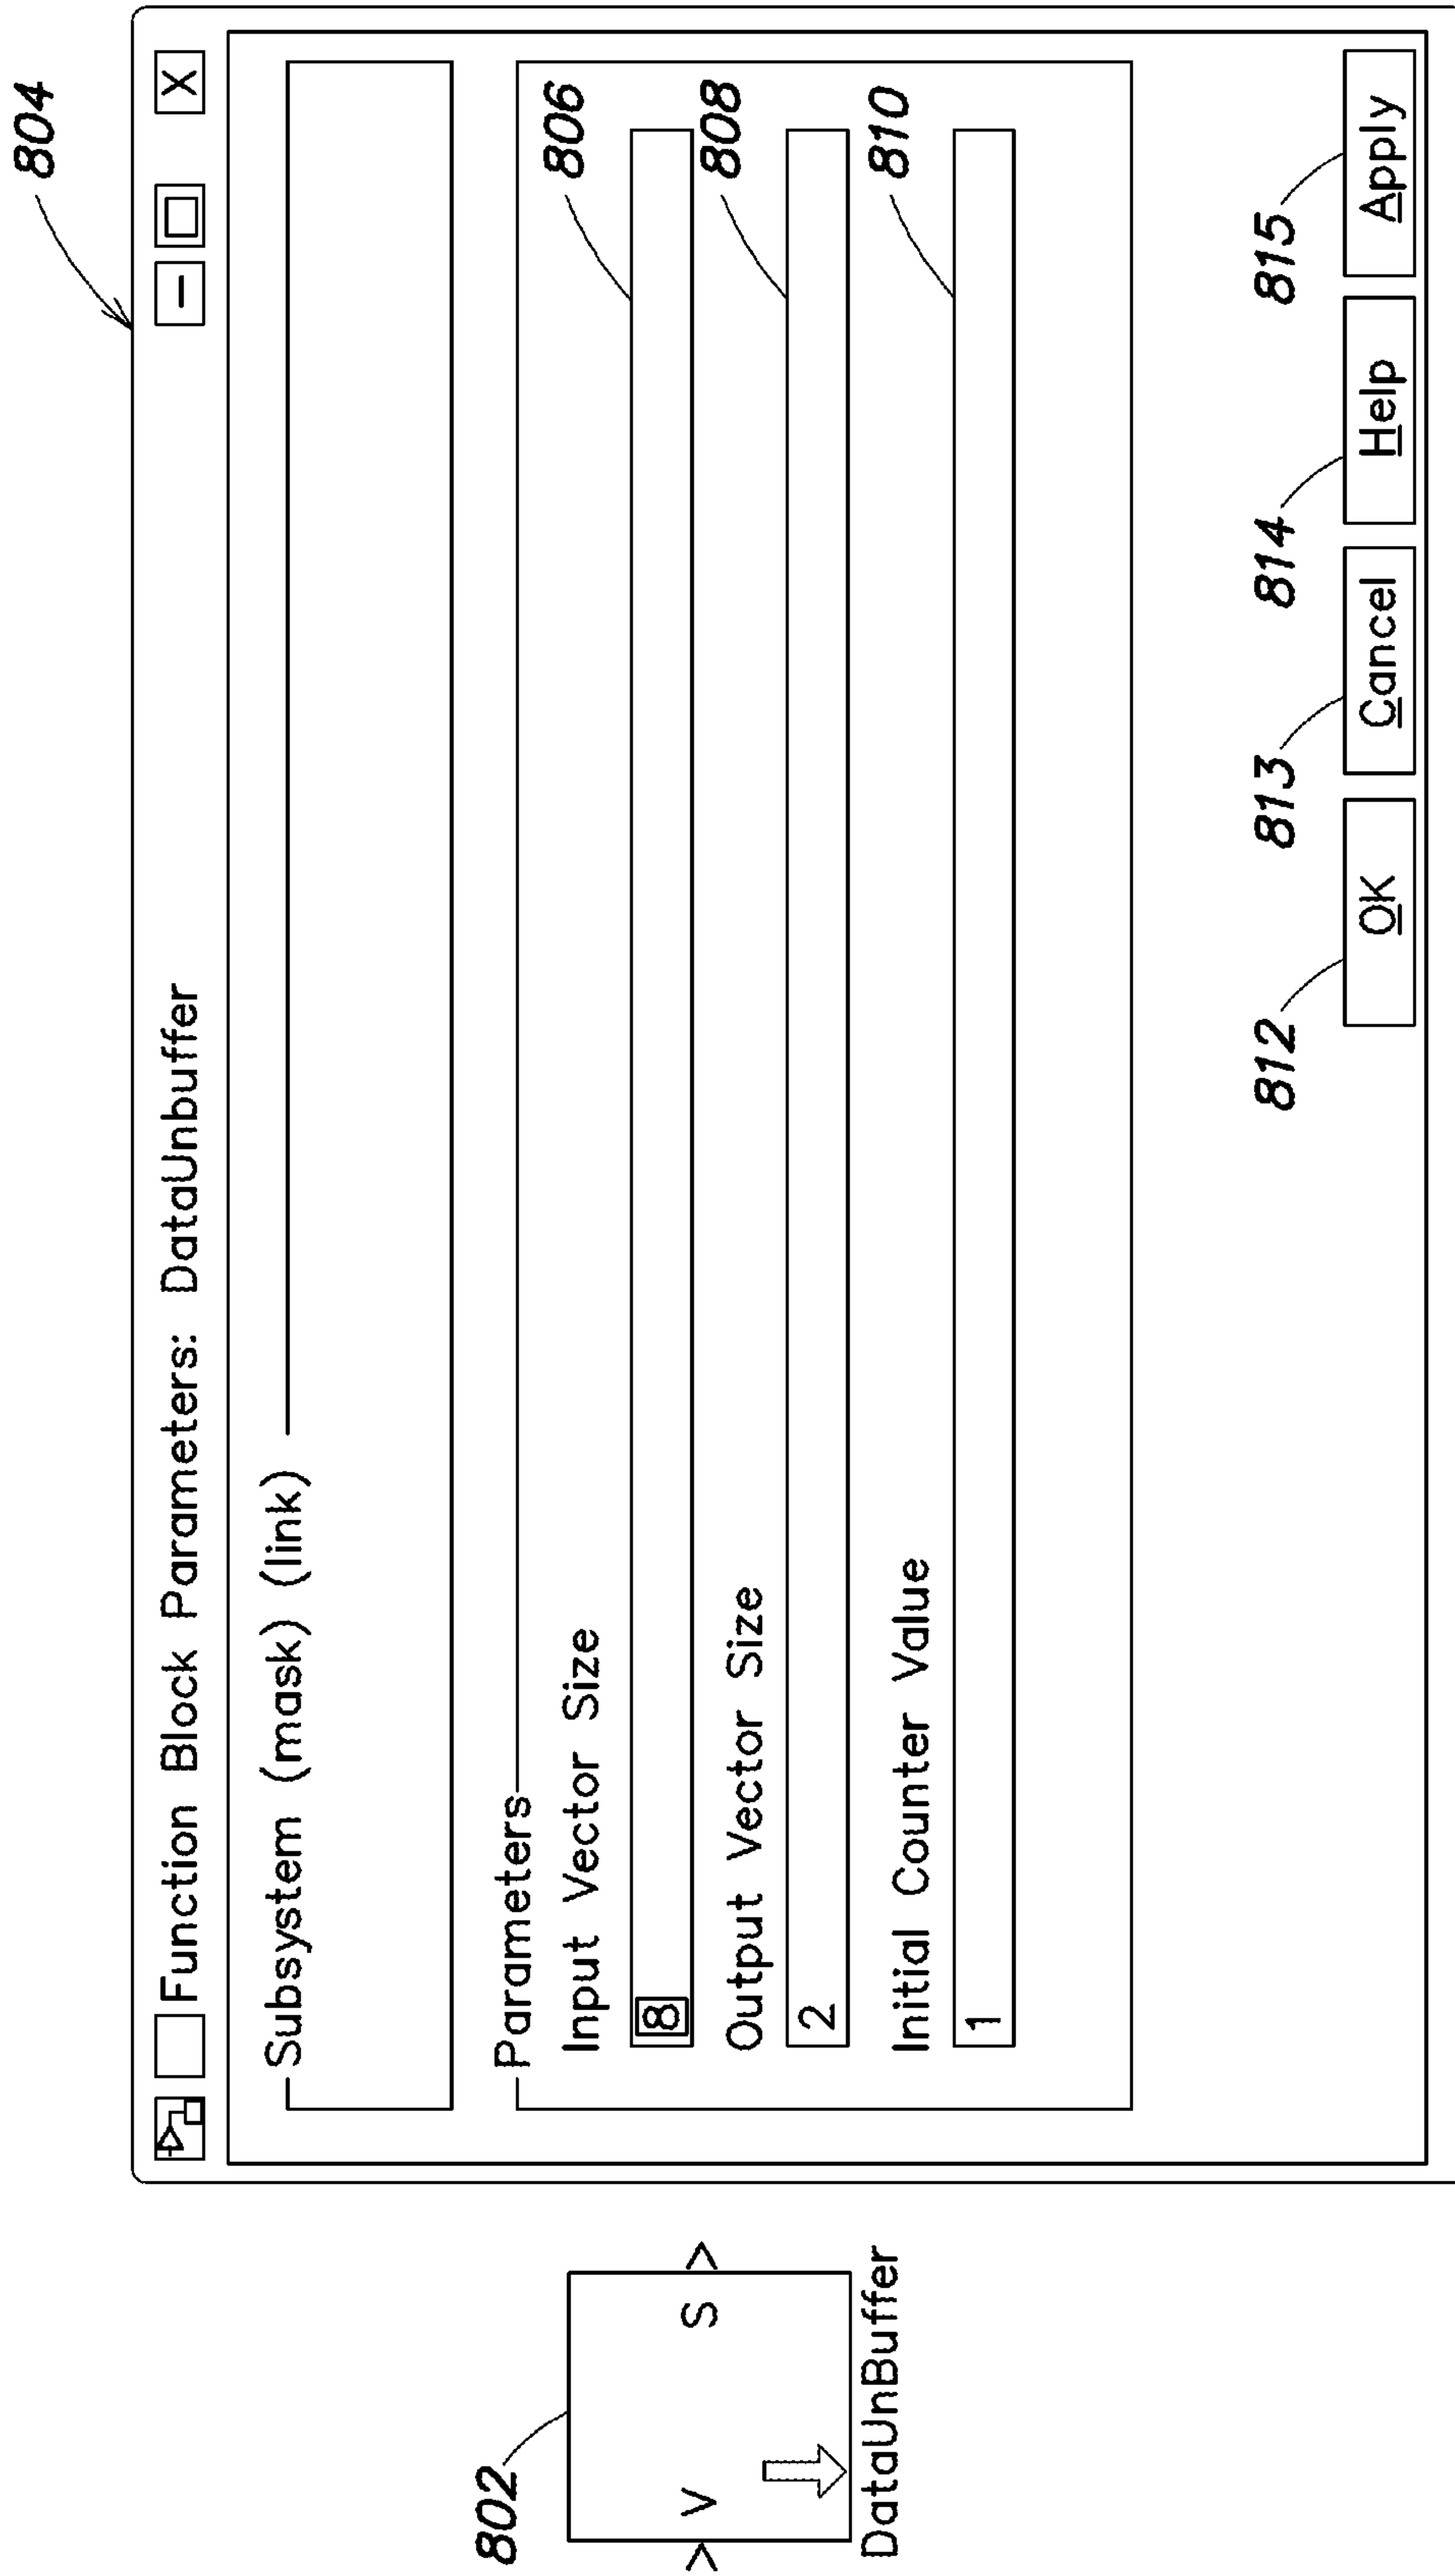 802
> V S >
DataUnBuffer
804
Function Block Parameters: DataUnbuffer
X
Subsystem (mask) (link)
Parameters
Input Vector Size
806
8
Output Vector Size
808
2
Initial Counter Value
810
1
812
813
814
815
OK
Cancel
Help
Apply